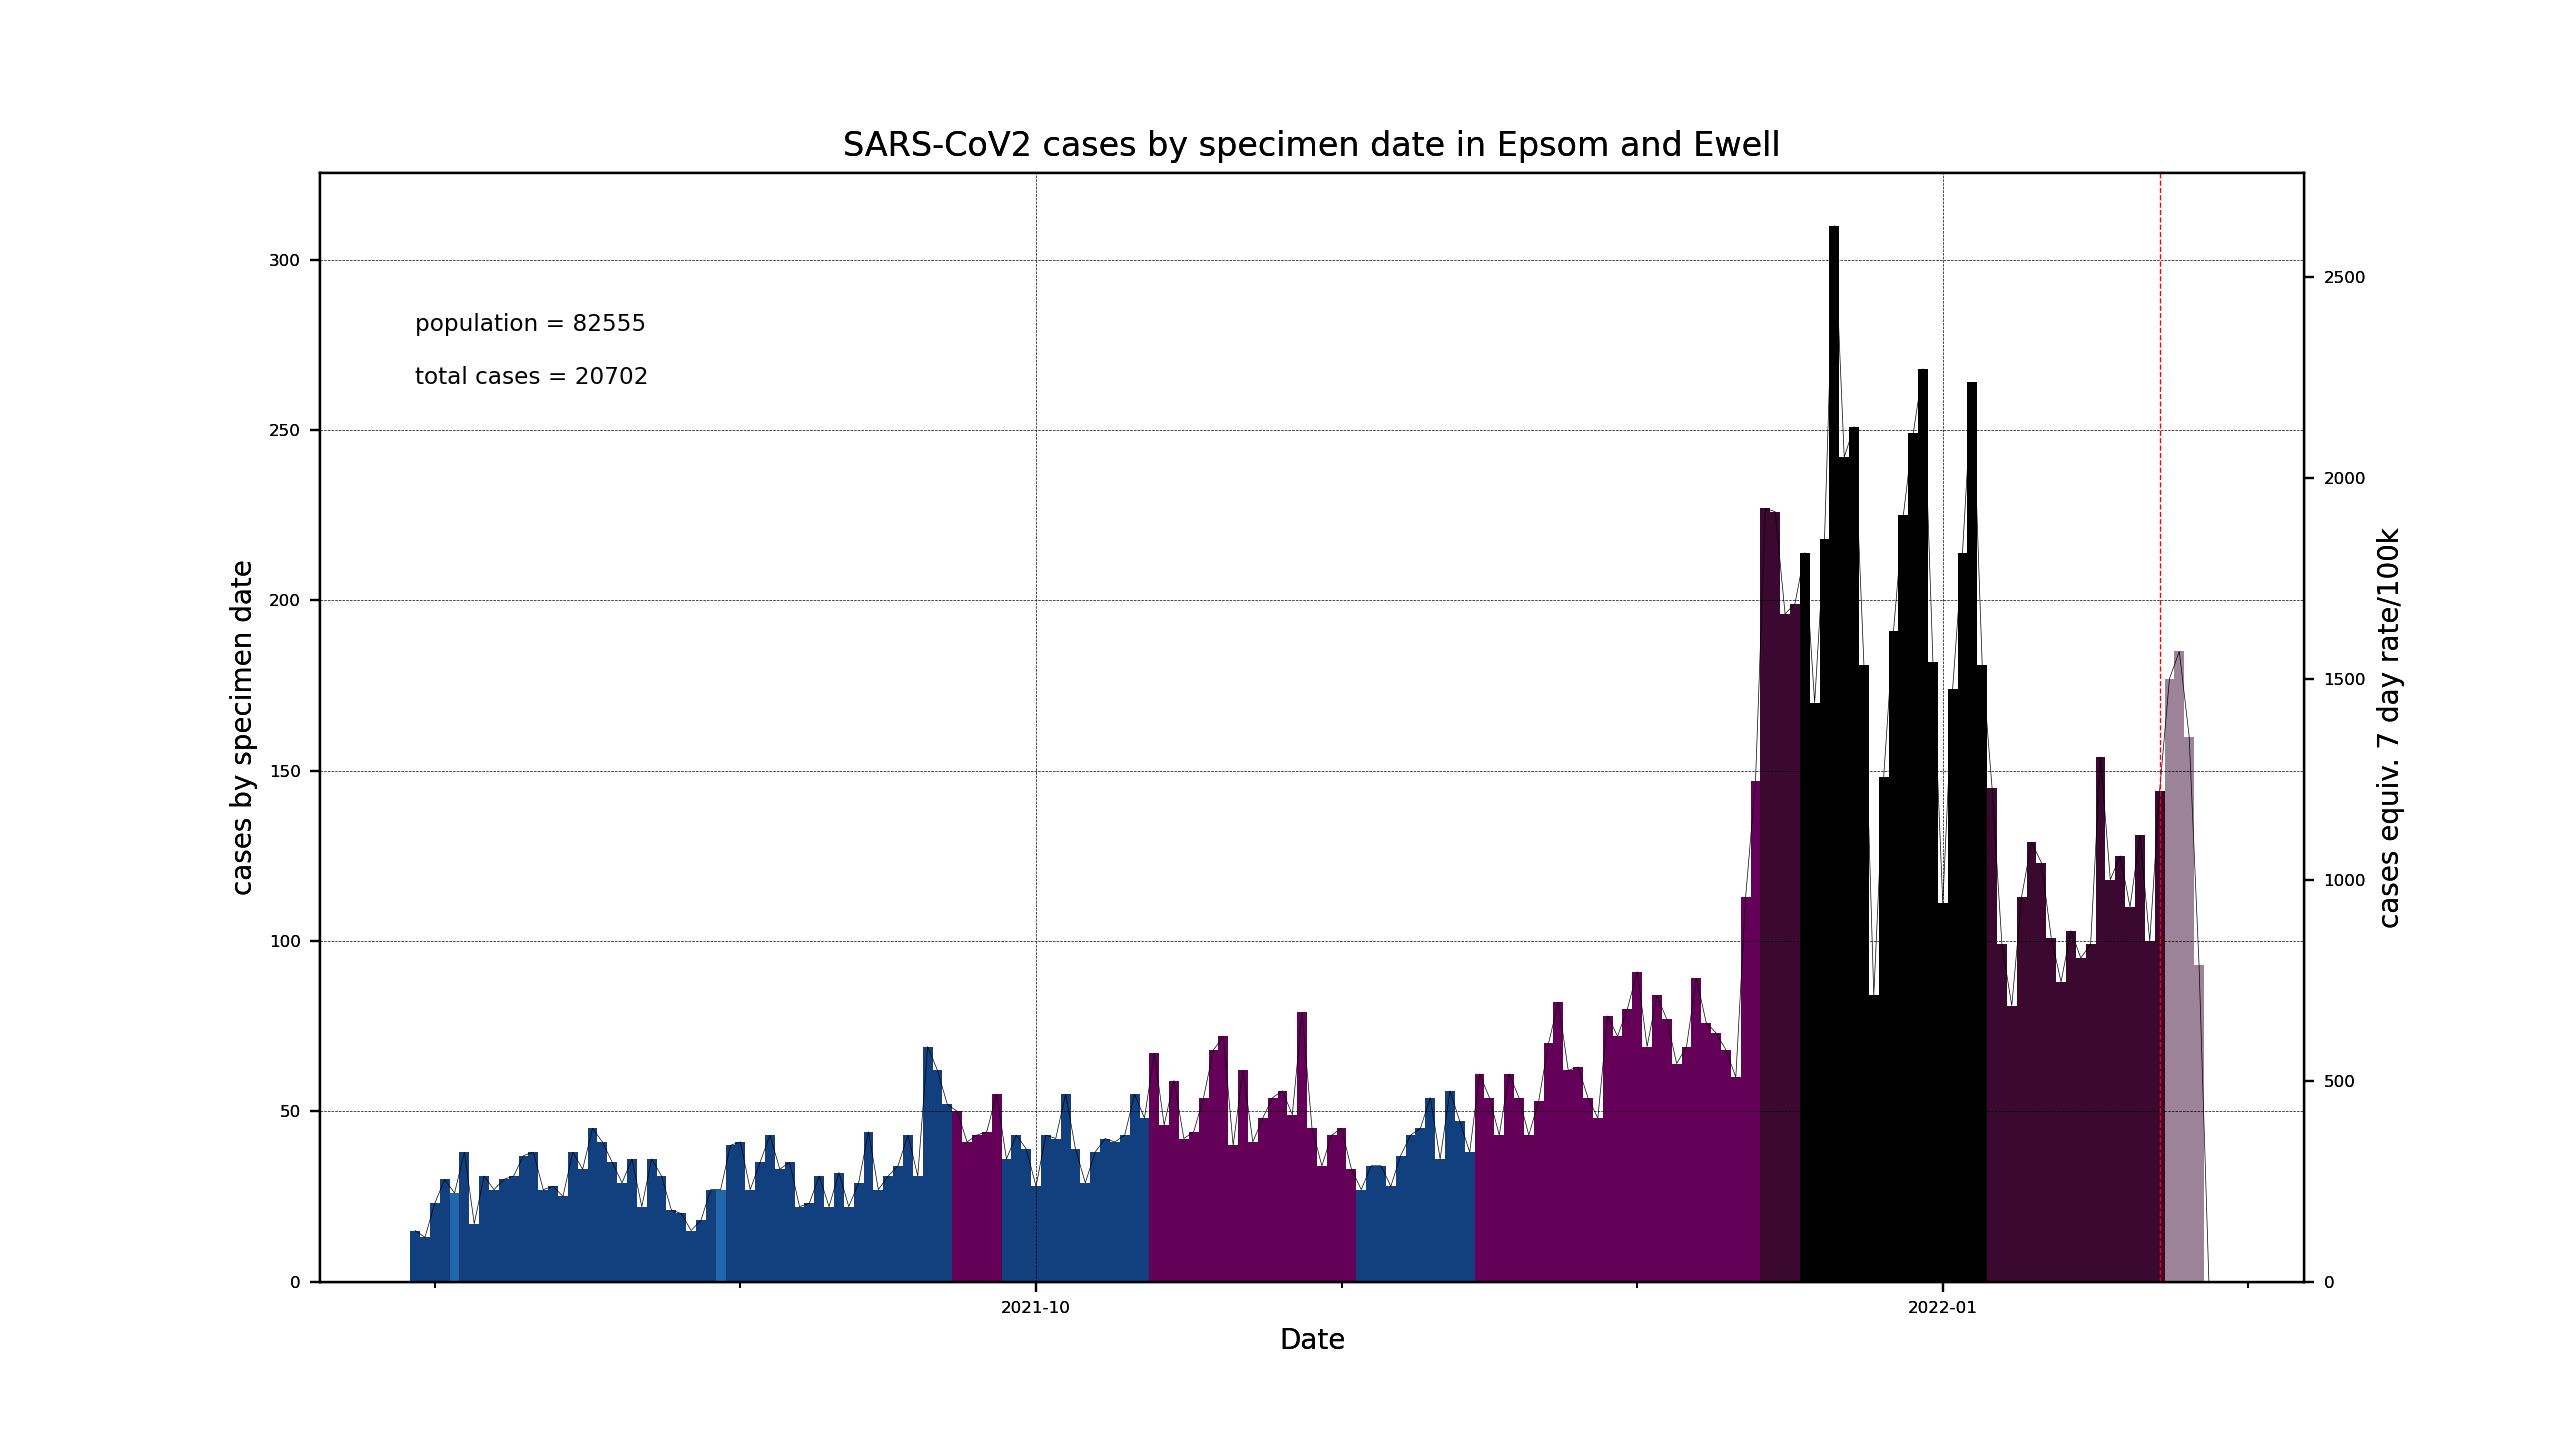 SARS-CoV2 cases by specimen date in Epsom and Ewell
population = 82555
total cases = 20702
cases by specimen date
300
250
200
150
100
50
0
2500
2000
1500
1000
500
0
cases equiv. 7 day rate/100k
2021-10
2022-01
Date